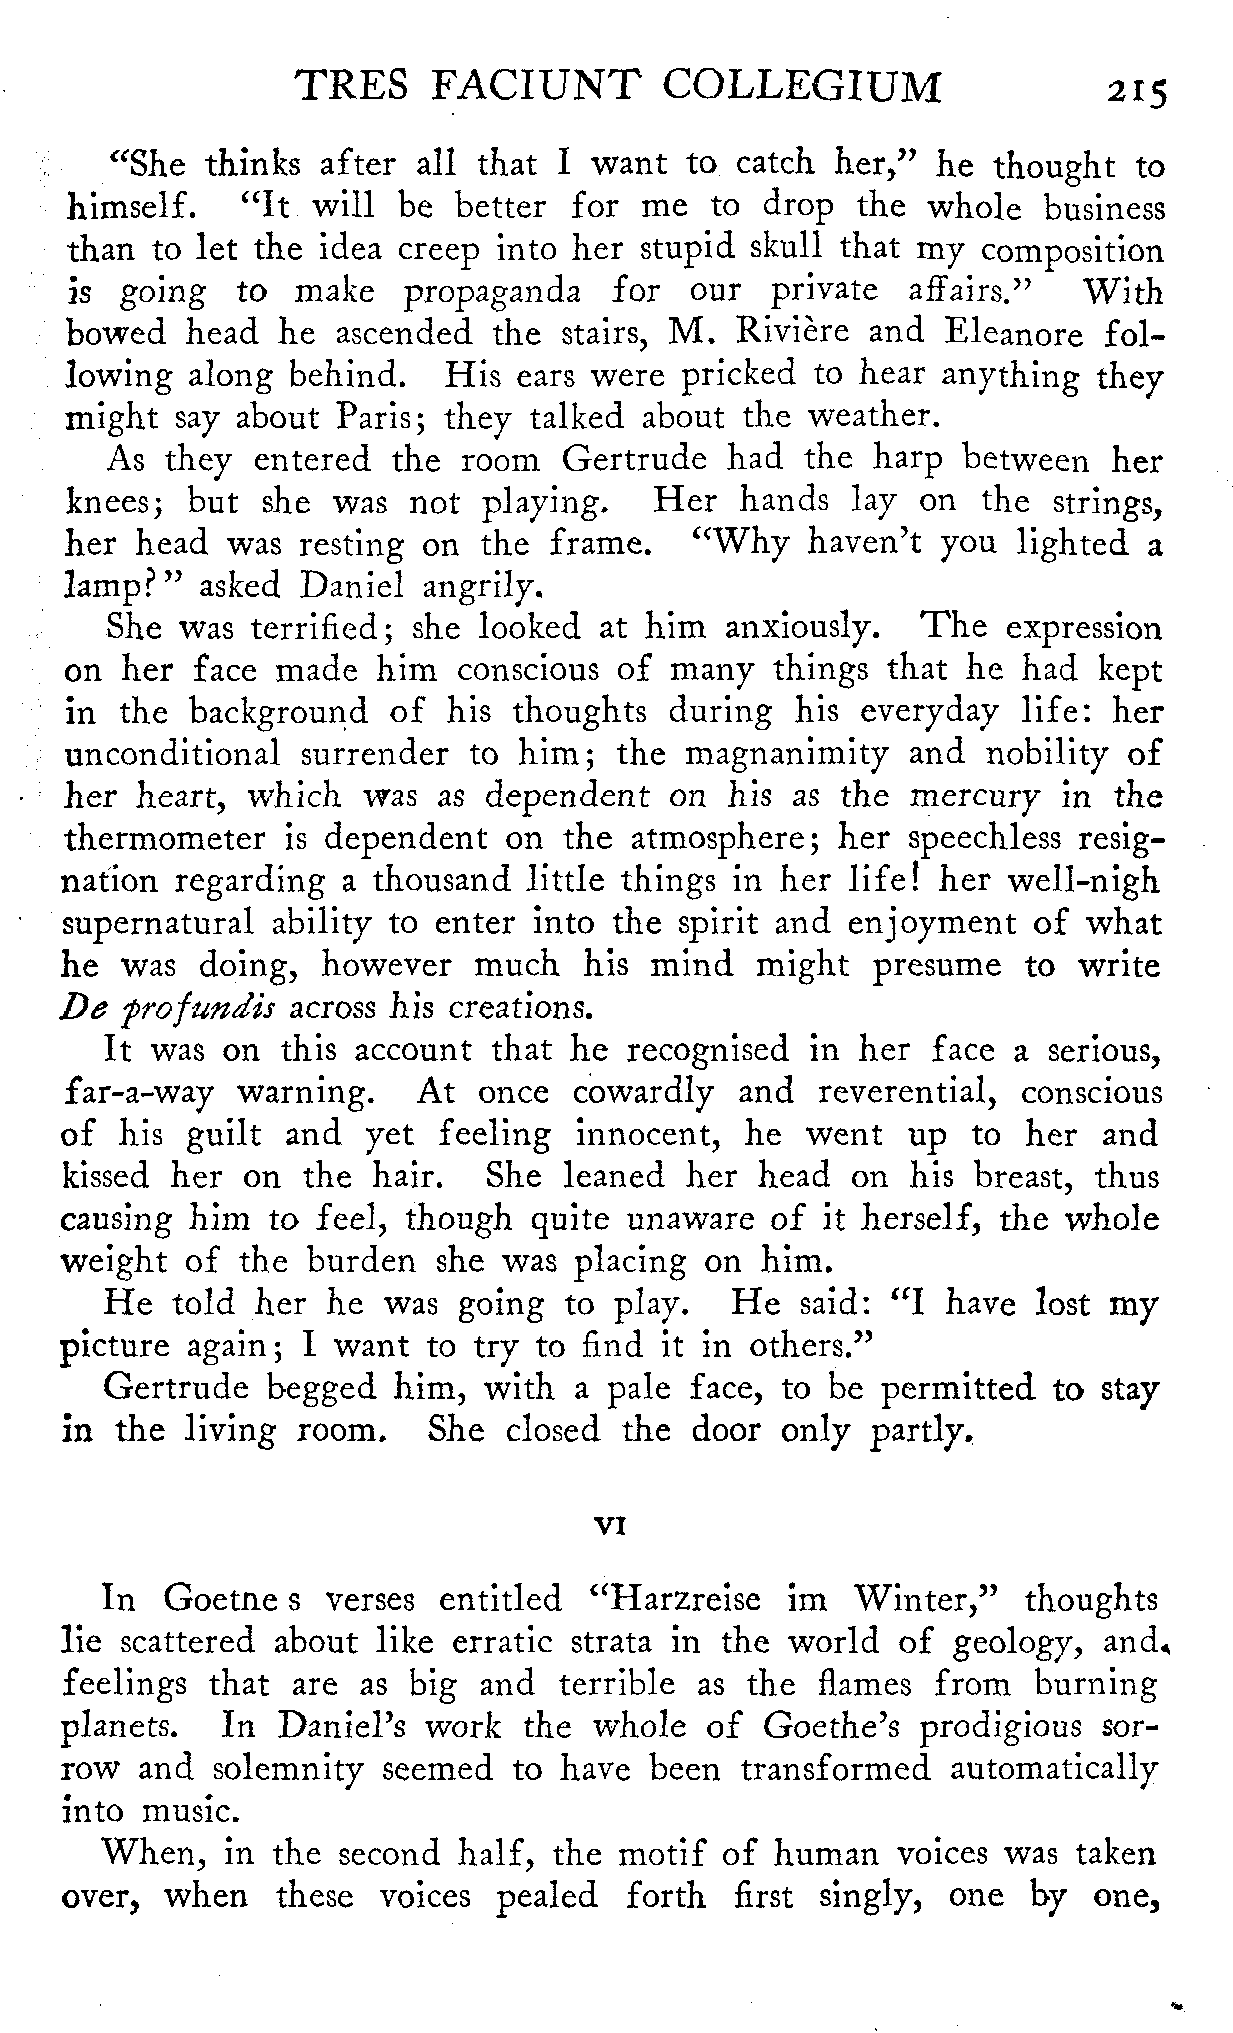 TRES FACIUNT COLLEGIUM 215
“She thinks after all that I want to catch her,” he thought to
himself. “It will be better for me to drop the whole business
than to let the idea creep into her stupid skull that my composition
is going to make propaganda for our private affairs.” With
bowed head he ascended the stairs, M. Rivière and Eleanore fol-
lowing along behind. His ears were pricked to hear anything they
might say about Paris; they talked about the weather.
As they entered the room Gertrude had the harp between her
knees; but she was not playing. Her hands lay on the strings,
her head was resting on the frame. “Why haven’t you lighted a
lamp?” asked Daniel angrily.
She was terrified; she looked at him anxiously. The expression
on her face made him conscious of many things that he had kept
in the background of his thoughts during his everyday life: her
unconditional surrender to him; the magnanimity and nobility of
her heart, which was as dependent on his as the mercury in the
thermometer is dependent on the atmosphere; her speechless resig-
nation regarding a thousand little things in her life! her well-nigh
supernatural ability to enter into the spirit and enjoyment of what
he was doing, however much his mind might presume to write
De profundis across his creations.
It was on this account that he recognised in her face a serious,
far-a-way warning. At once cowardly and reverential, conscious
of his guilt and yet feeling innocent, he went up to her and
kissed her on the hair. She leaned her head on his breast, thus
causing him to feel, though quite unaware of it herself, the whole
weight of the burden she was placing on him.
He told her he was going to play. He said: “I have lost my
picture again; I want to try to find it in others.”
Gertrude begged him, with a pale face, to be permitted to stay
in the living room. She closed the door only partly.
VI
In Goetne s verses entitled “Harzreise im Winter,” thoughts
lie scattered about like erratic strata in the world of geology, and
feelings that are as big and terrible as the flames from burning
planets. In Daniel’s work the whole of Goethe’s prodigious sor-
row and solemnity seemed to have been transformed automatically
into music.
When, in the second half, the motif of human voices was taken
over, when these voices pealed forth first singly, one by one,